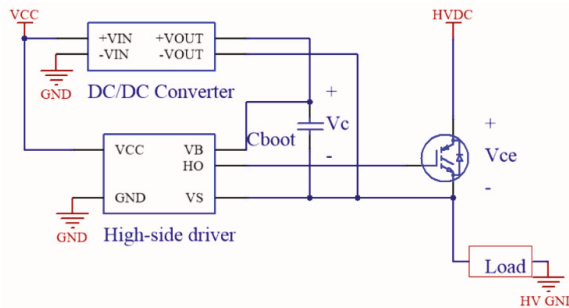 VCC
HVDC
+VIN +VOUT
-VIN -VOUT
GND
DC/DC Converter
+
Cboot
Vc
-
VCC VB
HO
GND VS
GND
High-side driver
+
Vce
-
Load
HV GND